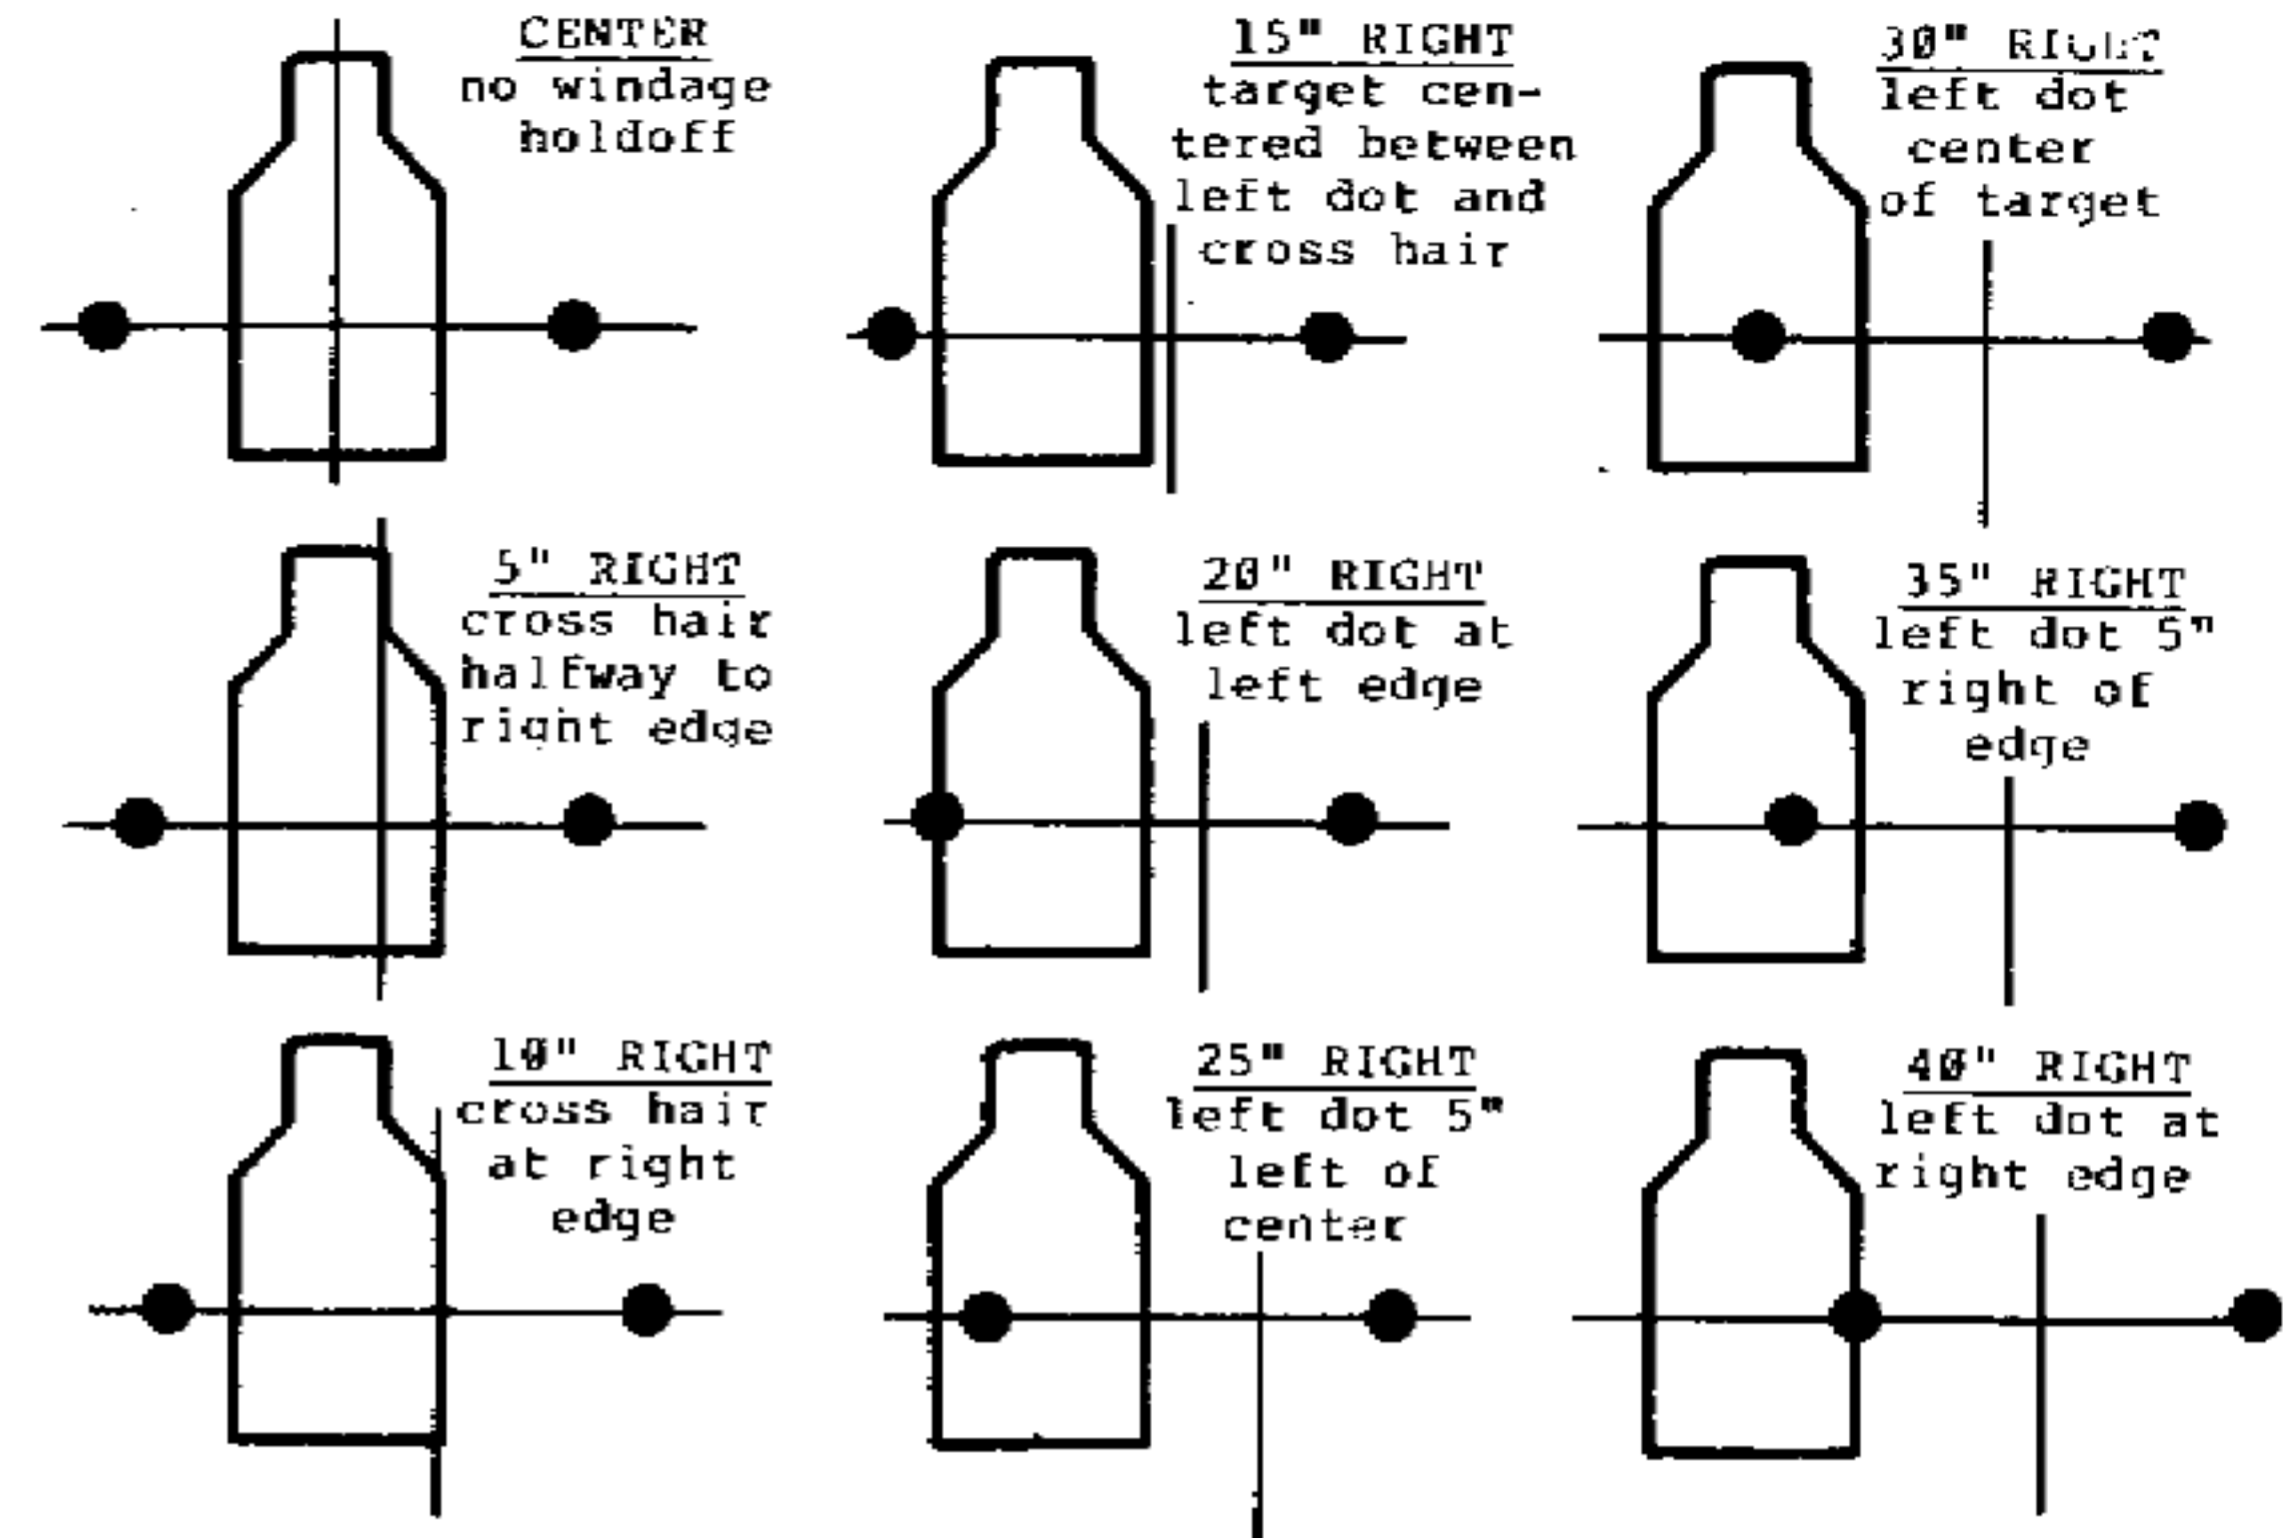 CENTER
no windage
holdoff
15" RIGHT
target cen-
tered between
left dot and
cross hair
30" RIGHT
left dot
center
of target
5" RIGHT
cross hair
halfway to
right edge
20" RIGHT
left dot at
left edge
35" RIGHT
left dot 5"
right of
edge
10" RIGHT
cross hair
at right
edge
25" RIGHT
left dot 5"
left of
center
40" RIGHT
left dot at
right edge